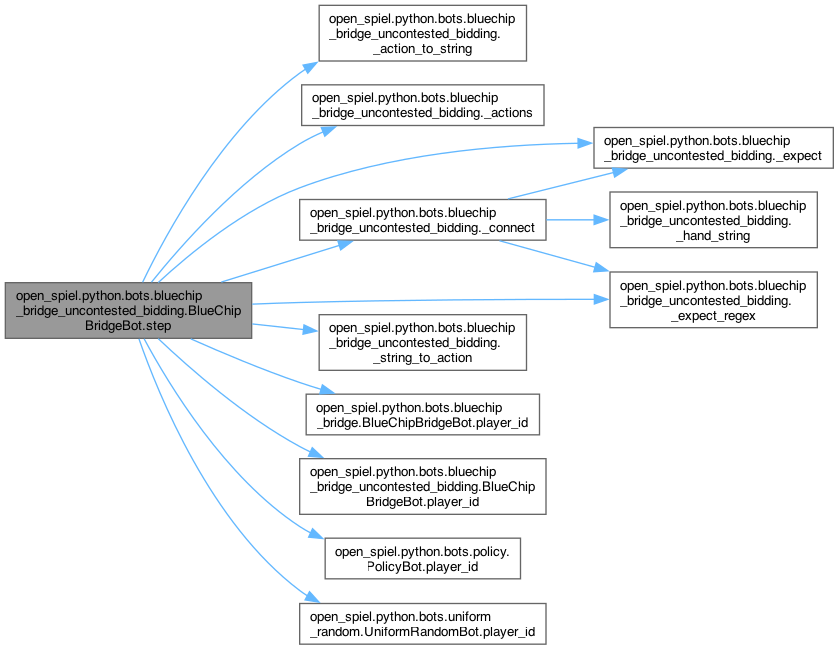 open_spiel.python.bots.bluechip
_bridge_uncontested_bidding.
_action_to_string
open_spiel.python.bots.bluechip
_bridge_uncontested_bidding._actions
open_spiel.python.bots.bluechip
_bridge_uncontested_bidding._expect
open_spiel.python.bots.bluechip
_bridge_uncontested_bidding._connect
open_spiel.python.bots.bluechip
_bridge_uncontested_bidding.
_hand_string
open_spiel.python.bots.bluechip
_bridge_uncontested_bidding.BlueChip
BridgeBot.step
open_spiel.python.bots.bluechip
_bridge_uncontested_bidding.
_expect_regex
open_spiel.python.bots.bluechip
_bridge_uncontested_bidding.
_string_to_action
open_spiel.python.bots.bluechip
_bridge.BlueChipBridgeBot.player_id
open_spiel.python.bots.bluechip
_bridge_uncontested_bidding.BlueChip
BridgeBot.player_id
open_spiel.python.bots.policy.
PolicyBot.player_id
open_spiel.python.bots.uniform
_random.UniformRandomBot.player_id